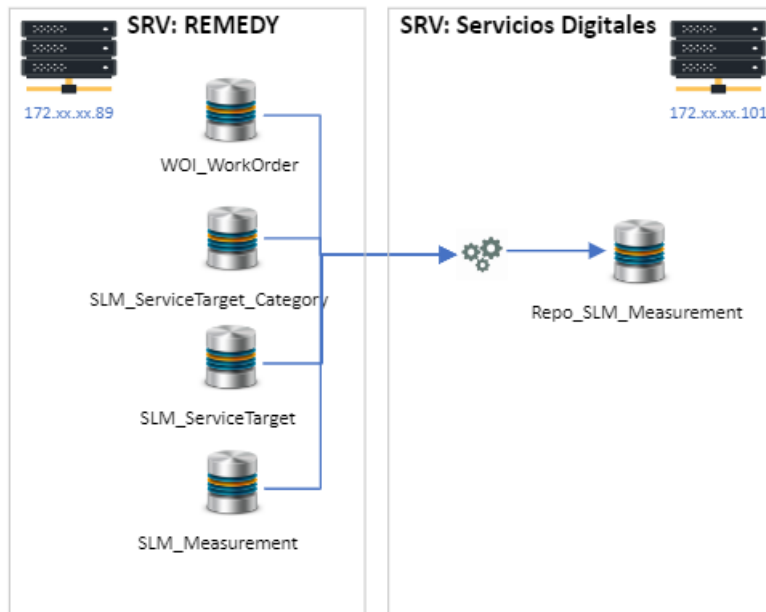 SRV: REMEDY
172.xx.xx.89
WOI_WorkOrder
SLM_ServiceTarget_Category
SLM_ServiceTarget
SLM_Measurement
SRV: Servicios Digitales
172.xx.xx.101
Repo_SLM_Measurement